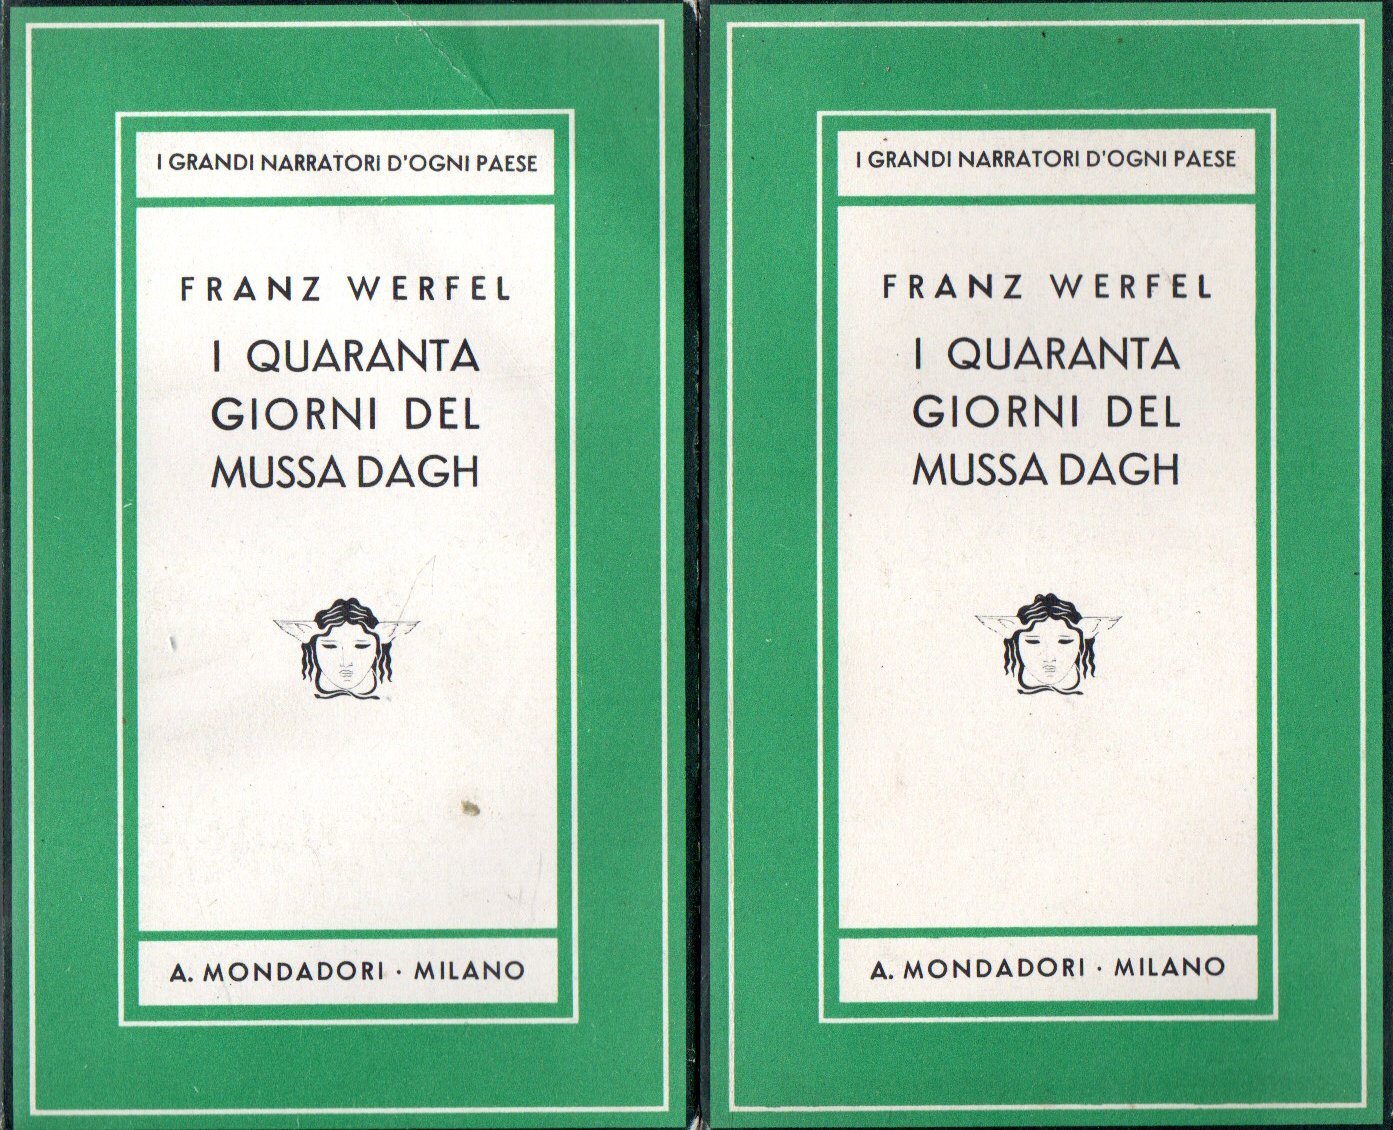 I GRANDI NARRATORI D'OGNI PAESE
FRANZ WERFEL
I QUARANTA
GIORNI DEL
MUSSA DAGH
A. MONDADORI · MILANO
I GRANDI NARRATORI D'OGNI PAESE
FRANZ WERFEL
I QUARANTA
GIORNI DEL
MUSSA DAGH
A. MONDADORI · MILANO